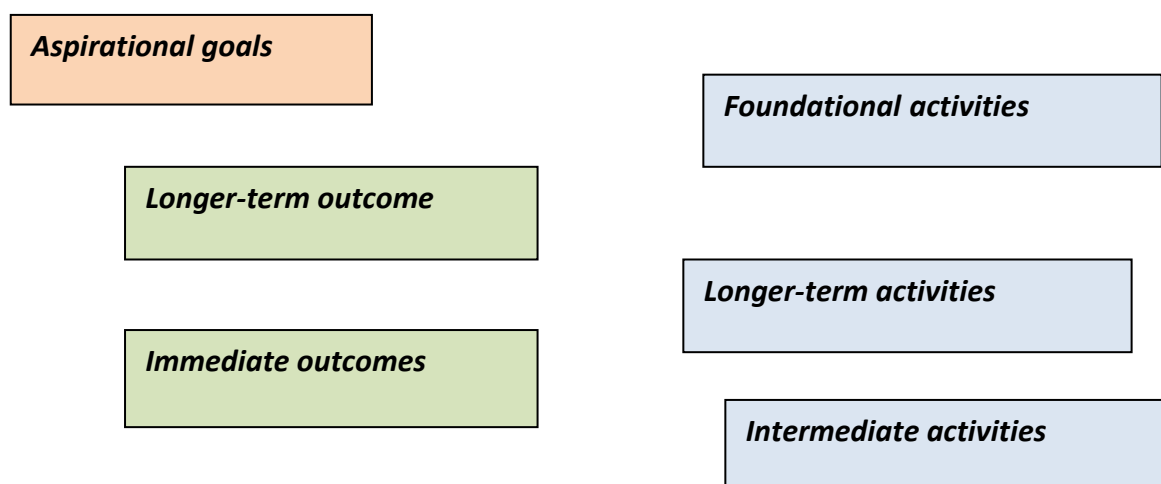 Aspirational goals
Foundational activities
Longer-term outcome
Longer-term activities
Immediate outcomes
Intermediate activities